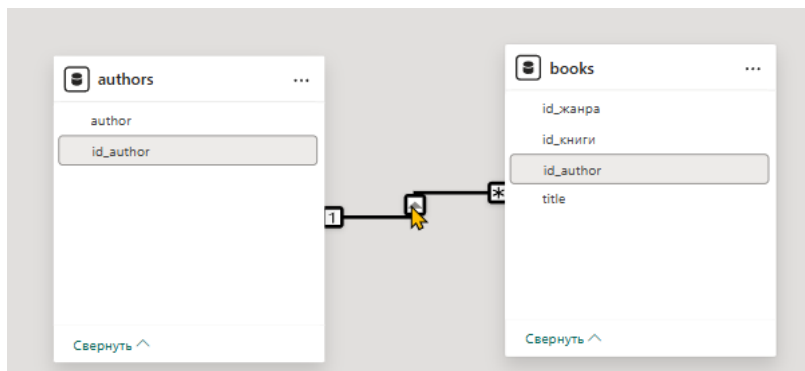 authors
...
author
id_author
Свернуть
1
*
books
...
id_жанра
id_книги
id_author
title
Свернуть